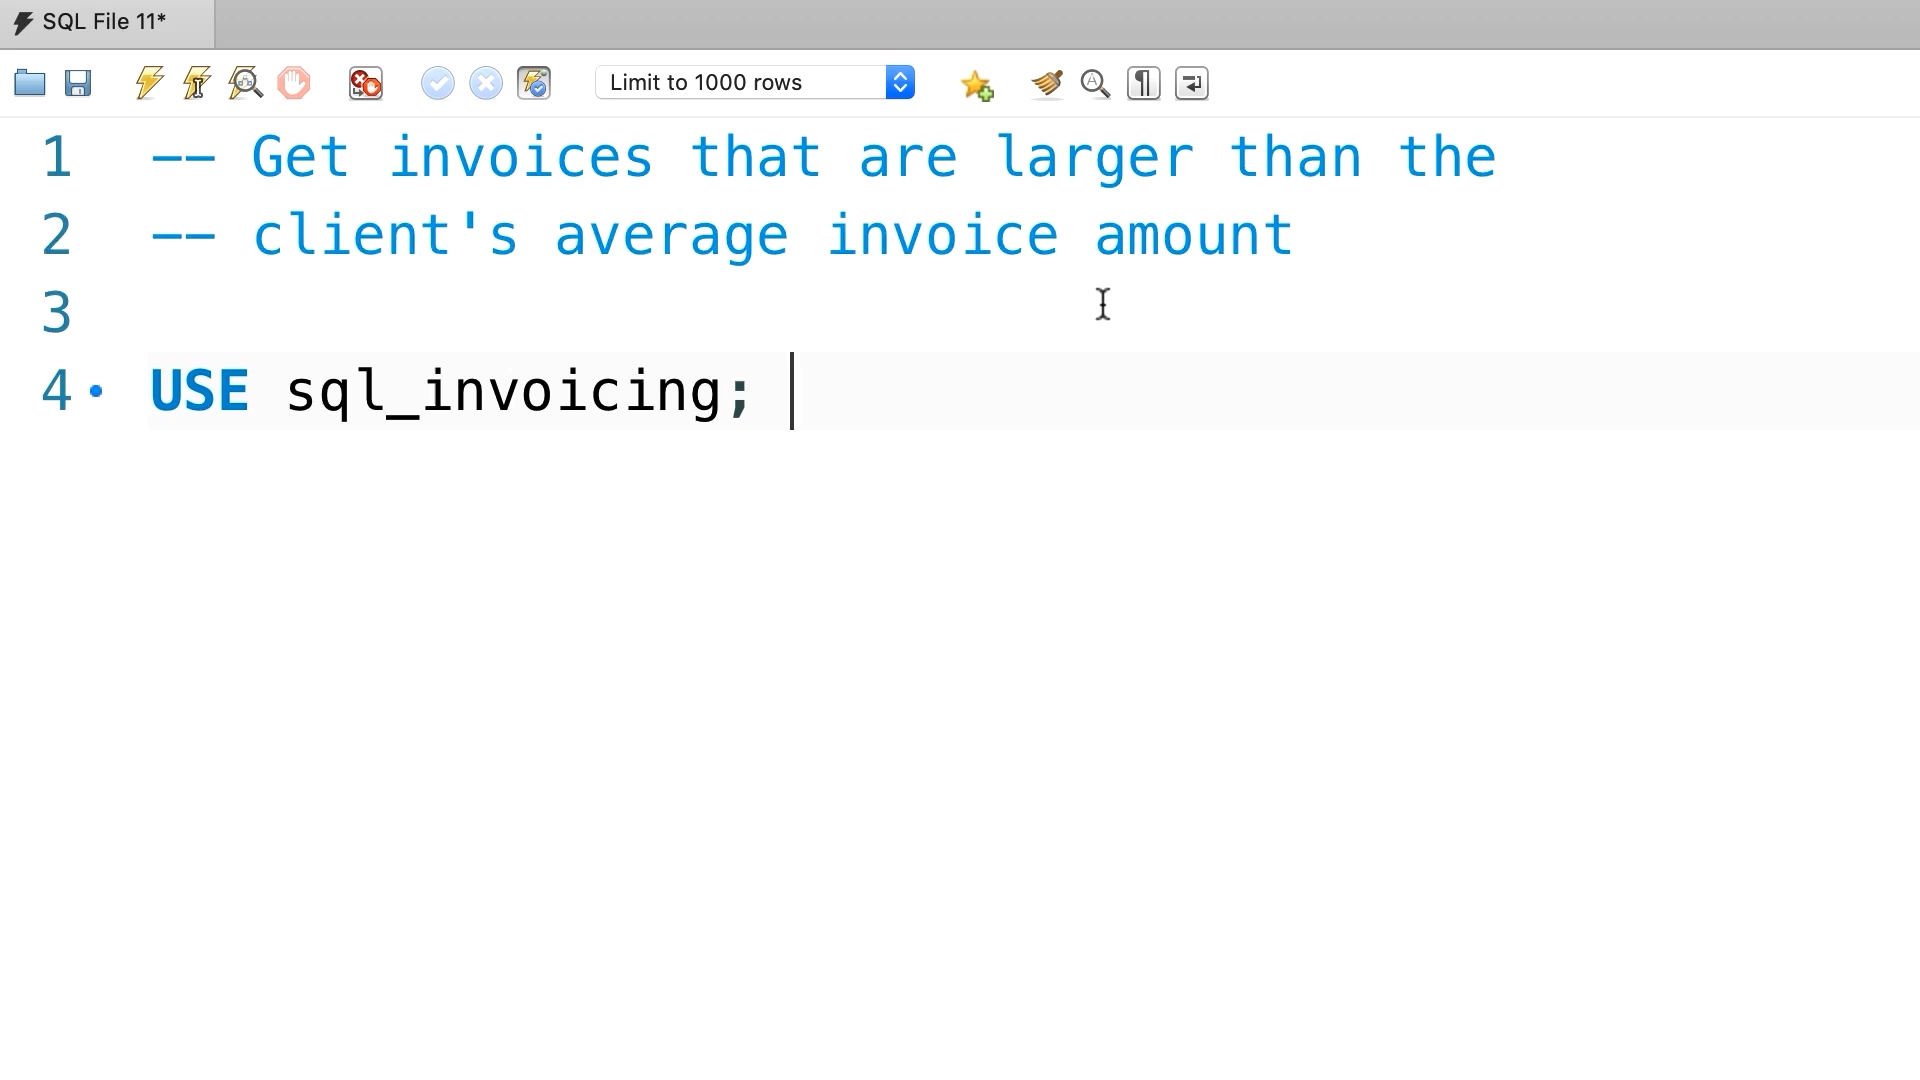 SQL File 11*
Limit to 1000 rows
1 -- Get invoices that are larger than the
2 -- client's average invoice amount
3
4 USE sql_invoicing;